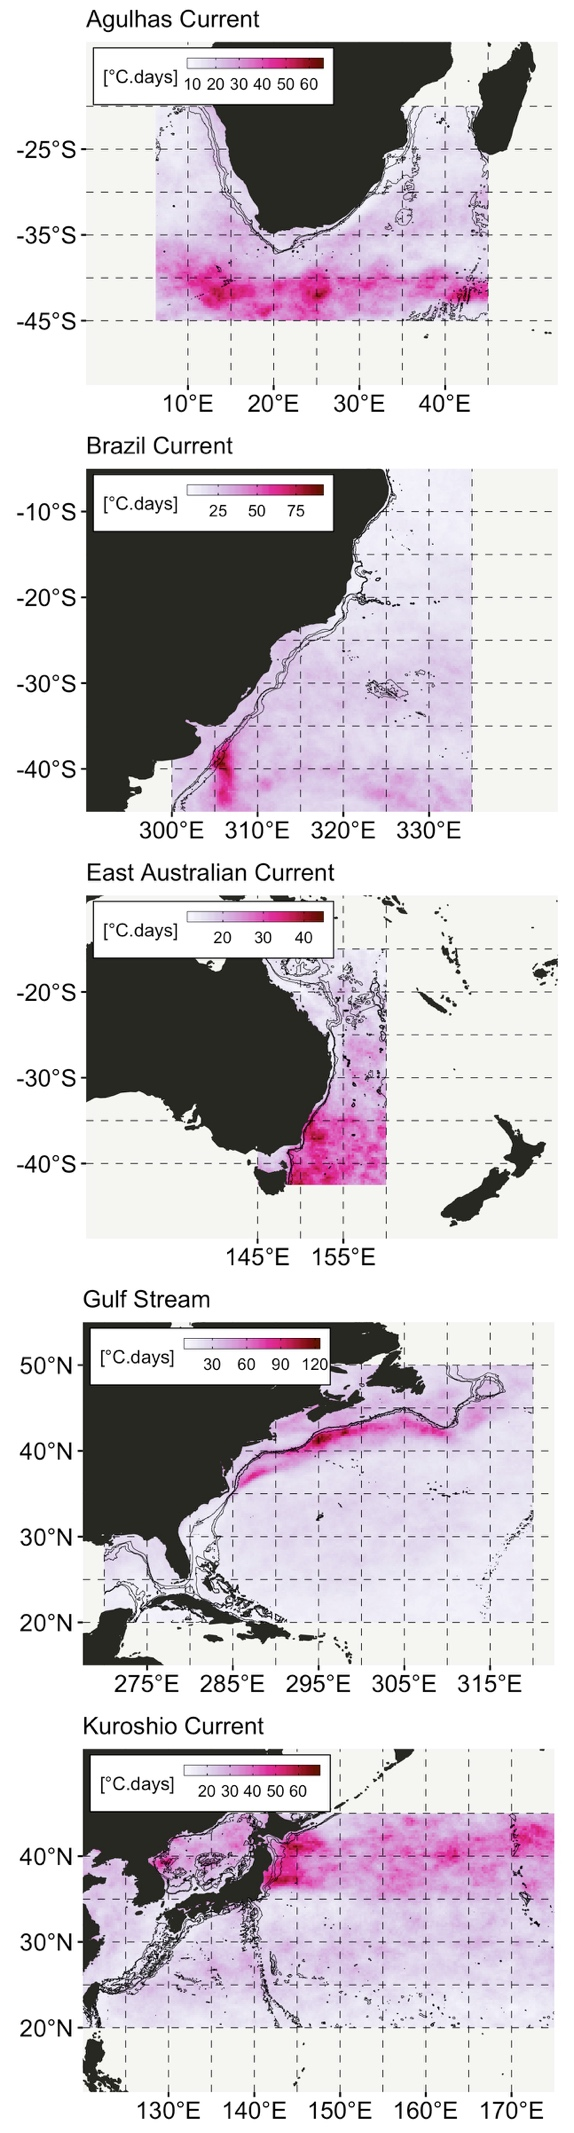 Agulhas Current
[°C.days]
10 20 30 40 50 60
-25°S
-35°S
-45°S
10°E 20°E 30°E 40°E
Brazil Current
[°C.days]
25 50 75
-10°S
-20°S
-30°S
-40°S
300°E 310°E 320°E 330°E
East Australian Current
[°C.days]
20 30 40
-20°S
-30°S
-40°S
145°E 155°E
Gulf Stream
[°C.days]
30 60 90 120
50°N
40°N
30°N
20°N
275°E 285°E 295°E 305°E 315°E
Kuroshio Current
[°C.days]
20 30 40 50 60
40°N
30°N
20°N
130°E 140°E 150°E 160°E 170°E